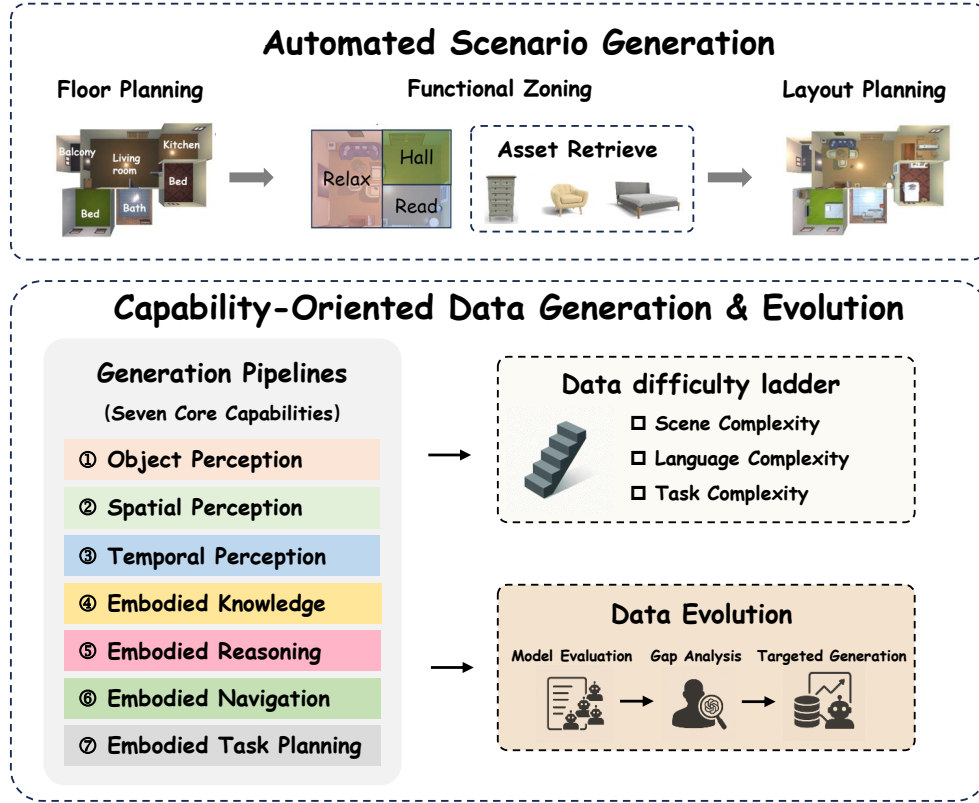 Automated Scenario Generation
Floor Planning
Functional Zoning
Layout Planning
Balcony
Living
room
Kitchen
Bed
Bed
Bath
Relax
Hall
Read
Asset Retrieve
Capability-Oriented Data Generation & Evolution
Generation Pipelines
(Seven Core Capabilities)
① Object Perception
② Spatial Perception
③ Temporal Perception
④ Embodied Knowledge
⑤ Embodied Reasoning
⑥ Embodied Navigation
⑦ Embodied Task Planning
Data difficulty ladder
Scene Complexity
Language Complexity
Task Complexity
Data Evolution
Model Evaluation
Gap Analysis
Targeted Generation